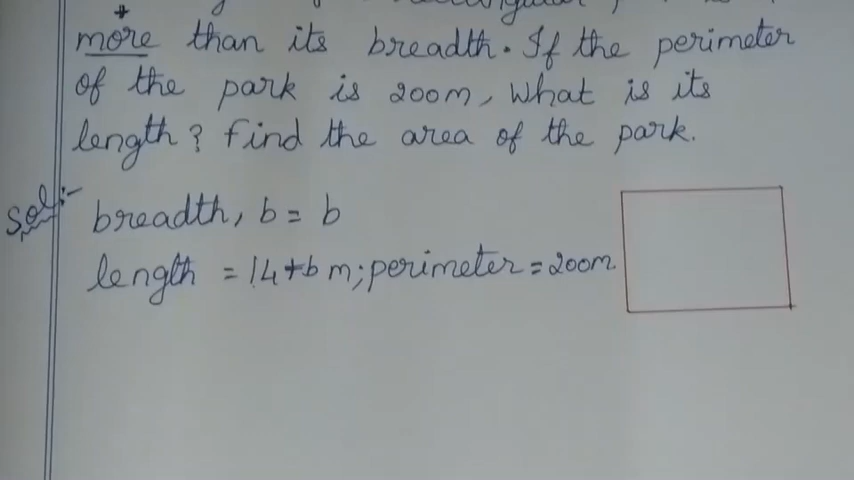 +
more than its breadth. If the perimeter
of the park is 200m, What is its
length? find the area of the park.
Sol:-
breadth, b = b
length = 14+b m; perimeter = 200m